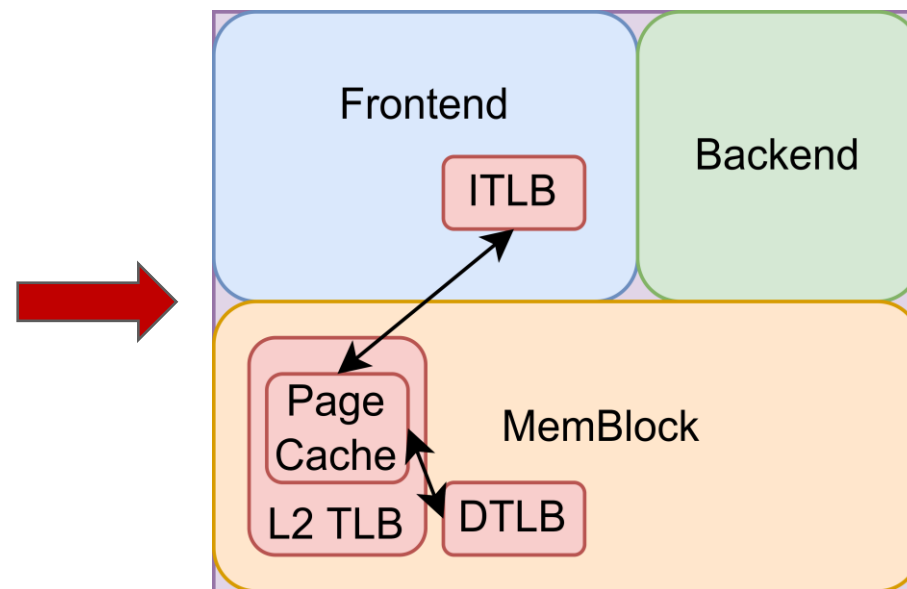 Frontend
Backend
ITLB
Page
Cache
MemBlock
L2 TLB
DTLB